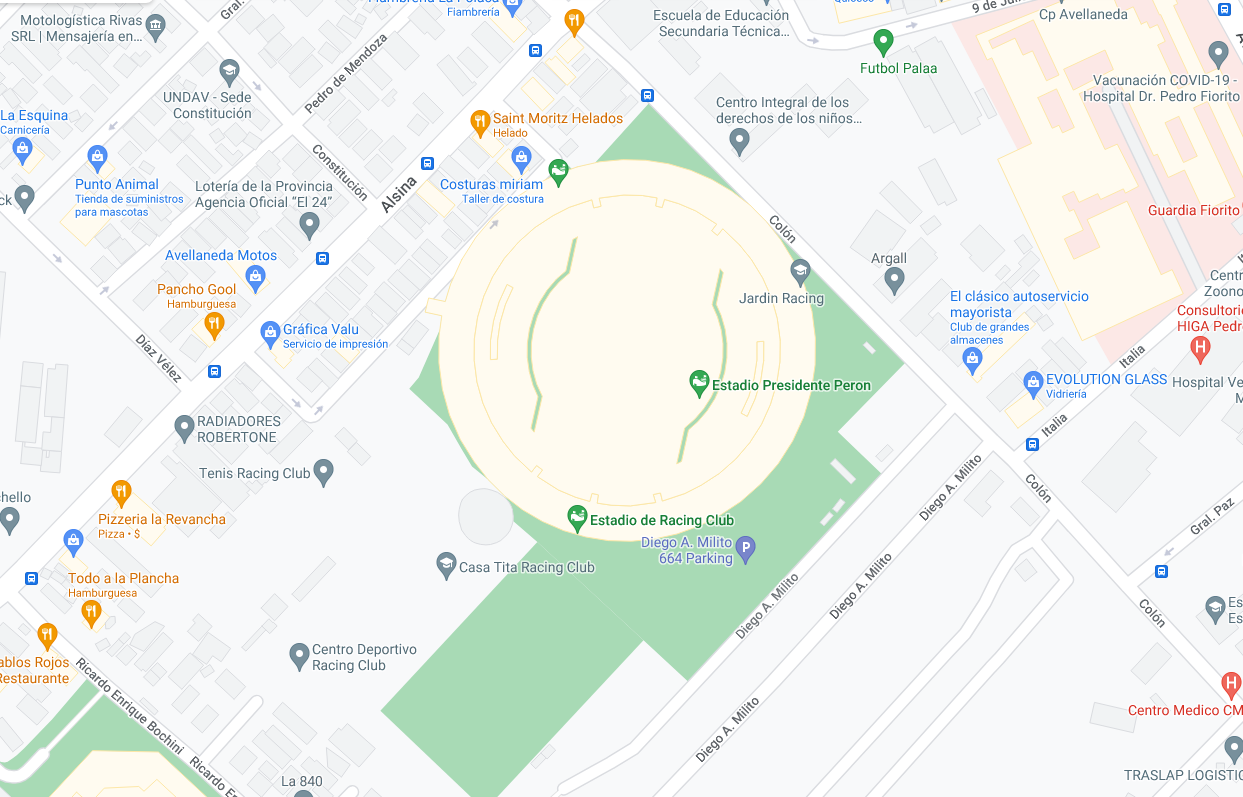 Gral.
Motologística Rivas
SRL | Mensajería en...
Fiambrería
9 de
Escuela de Educación
Secundaria Técnica...
Cp Avellaneda
Futbol Palaa
Pedro de Mendoza
UNDAV - Sede
Constitución
Vacunación COVID-19 -
Hospital Dr. Pedro Fiorito
Centro Integral de los
derechos de los niños...
La Esquina
Carnicería
Saint Moritz Helados
Helado
Constitución
Punto Animal
Tienda de suministros
para mascotas
Lotería de la Provincia
Agencia Oficial "El 24"
Alsina
Costuras miriam
Taller de costura
ck
Colón
Guardia Fiorito
Avellaneda Motos
Argall
Pancho Gool
Hamburguesa
Jardin Racing
Centr
Zoono
El clásico autoservicio
mayorista
Club de grandes
almacenes
Consultorio
HIGA Pedr
Gráfica Valu
Servicio de impresión
Díaz Vélez
Italia
Estadio Presidente Peron
EVOLUTION GLASS
Vidriería
Hospital Ve
M
RADIADORES
ROBERTONE
Italia
Tenis Racing Club
Diego A. Milito
Colón
chello
Pizzeria la Revancha
Pizza • $
Estadio de Racing Club
Gral. Paz
Diego A. Milito
664 Parking
Casa Tita Racing Club
Todo a la Plancha
Hamburguesa
Diego A. Milito
Diego A. Milito
Colón
Es
Es
ablos Rojos
Restaurante
Centro Deportivo
Racing Club
Ricardo Enrique Bochini
Diego A. Milito
Centro Medico CM
Ricardo En
La 840
TRASLAP LOGISTIC